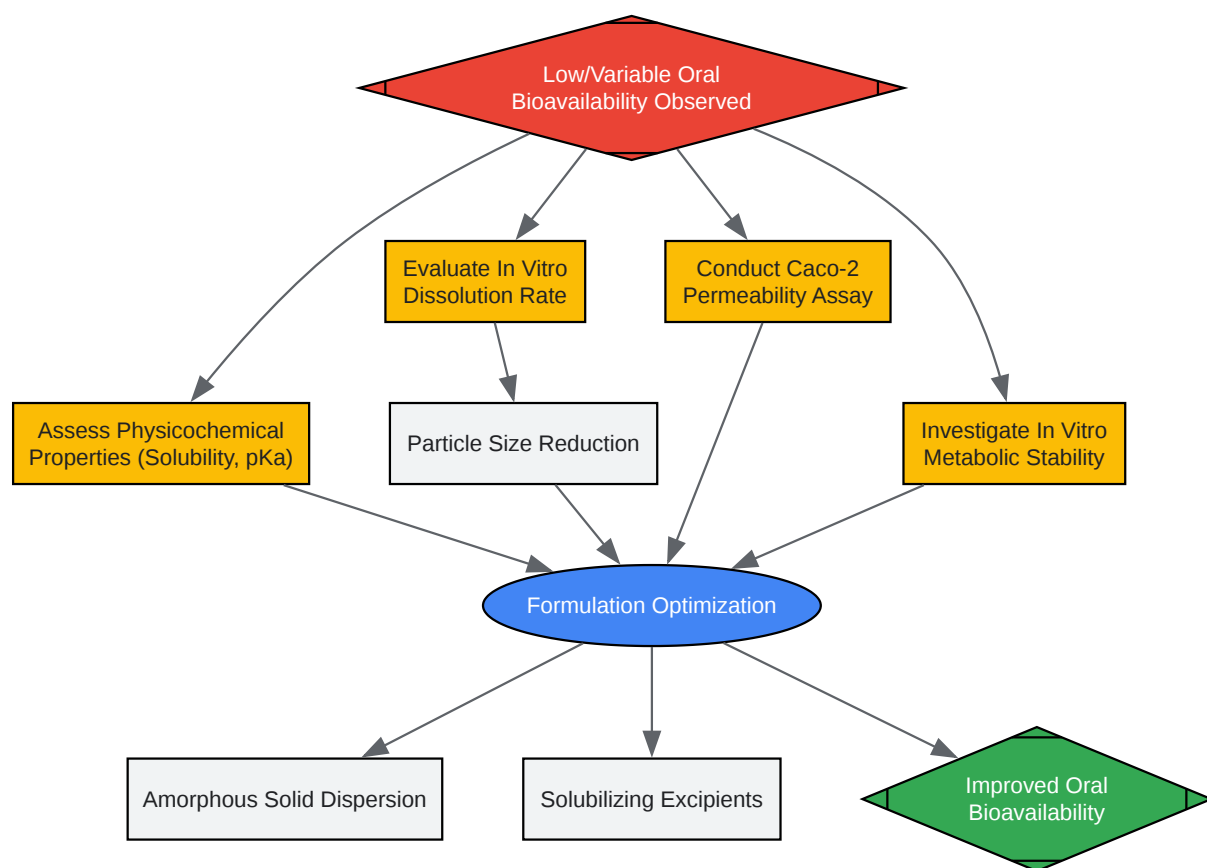 Low/Variable Oral
Bioavailability Observed
Evaluate In Vitro
Dissolution Rate
Conduct Caco-2
Permeability Assay
Assess Physicochemical
Properties (Solubility, pKa)
Particle Size Reduction
Investigate In Vitro
Metabolic Stability
Formulation Optimization
Amorphous Solid Dispersion
Solubilizing Excipients
Improved Oral
Bioavailability